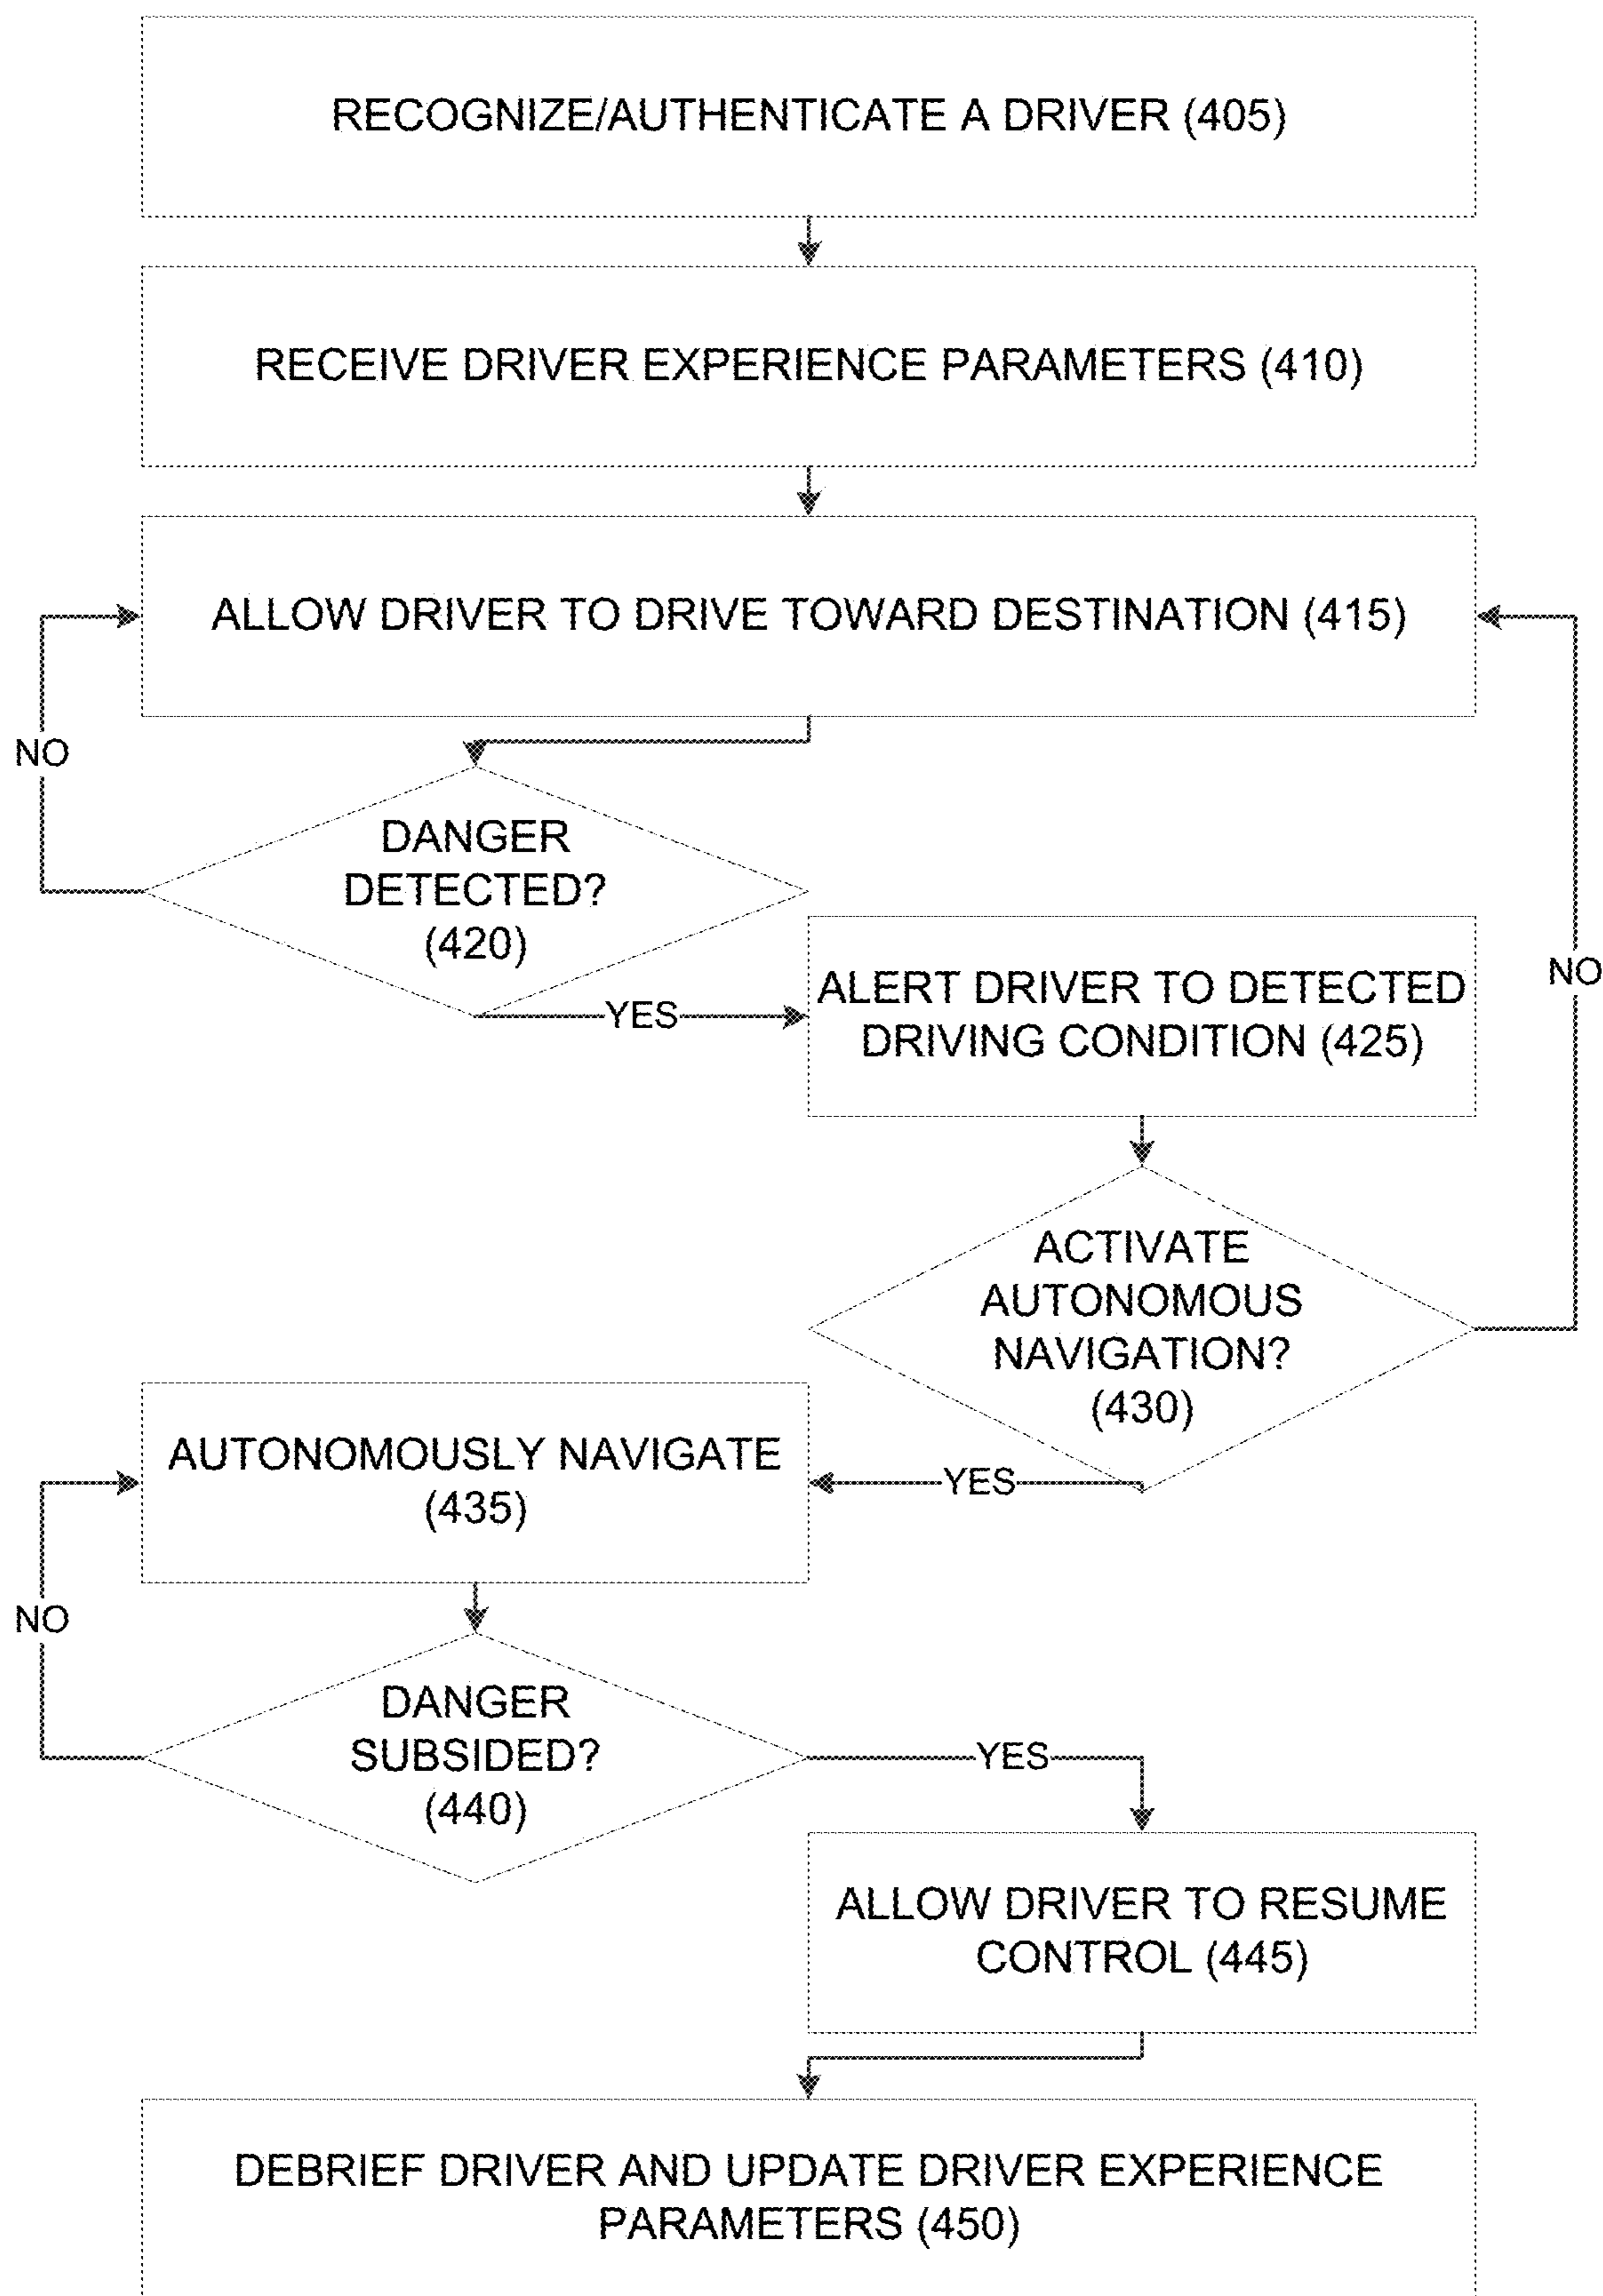 RECOGNIZE/AUTHENTICATE A DRIVER (405)
RECEIVE DRIVER EXPERIENCE PARAMETERS (410)
ALLOW DRIVER TO DRIVE TOWARD DESTINATION (415)
NO
DANGER
DETECTED?
(420)
YES
ALERT DRIVER TO DETECTED
DRIVING CONDITION (425)
NO
ACTIVATE
AUTONOMOUS
NAVIGATION?
(430)
YES
AUTONOMOUSLY NAVIGATE
(435)
NO
DANGER
SUBSIDED?
(440)
YES
ALLOW DRIVER TO RESUME
CONTROL (445)
DEBRIEF DRIVER AND UPDATE DRIVER EXPERIENCE
PARAMETERS (450)